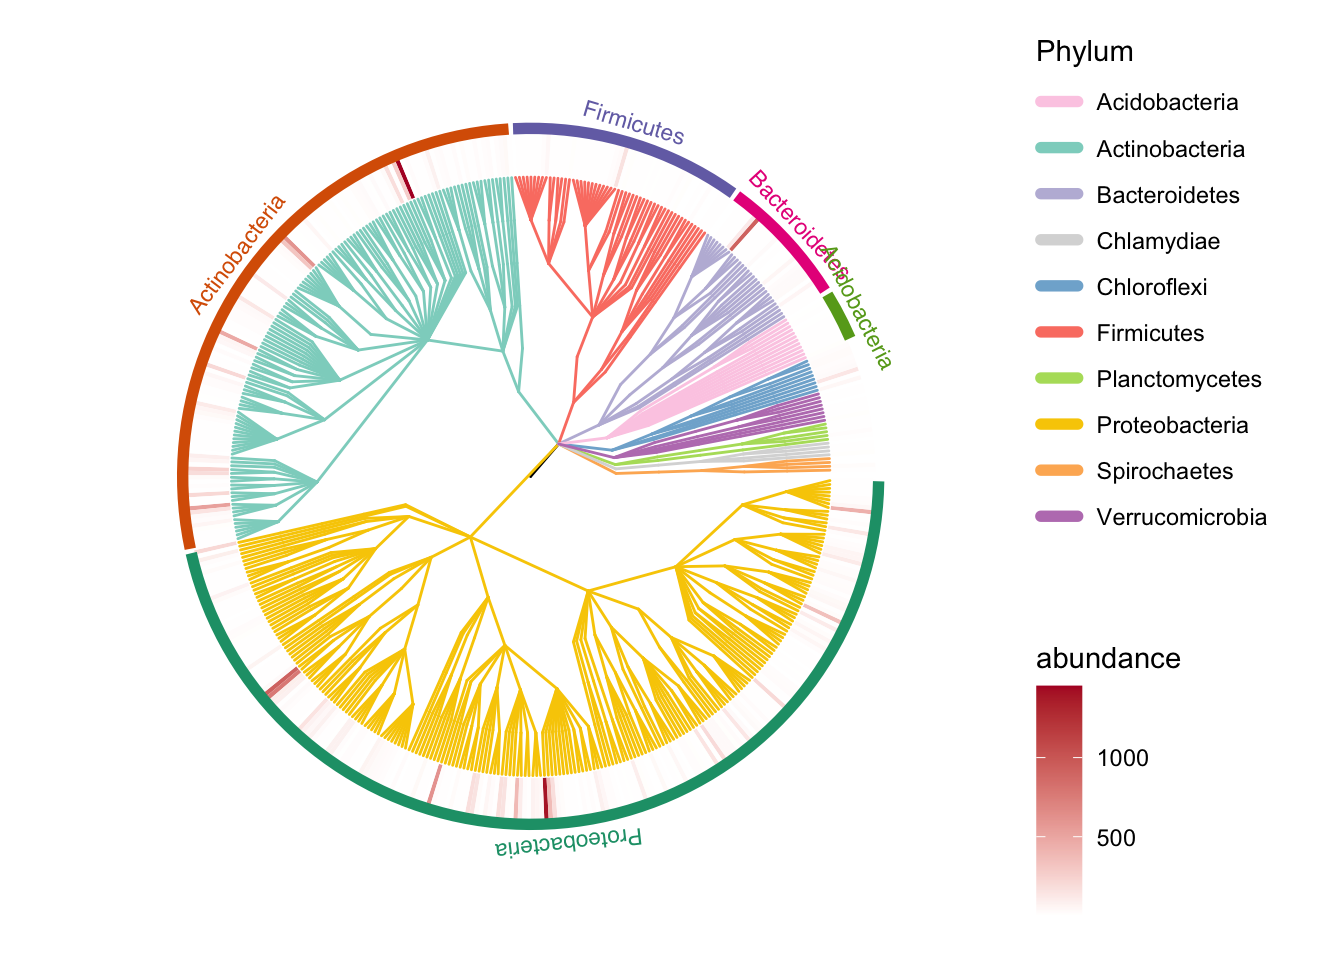 Firmicutes
Bacteroidetes
Acidobacteria
Actinobacteria
Proteobacteria
Phylum
Acidobacteria
Actinobacteria
Bacteroidetes
Chlamydiae
Chloroflexi
Firmicutes
Planctomycetes
Proteobacteria
Spirochaetes
Verrucomicrobia
abundance
1000
500